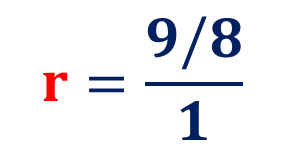 r = 9/8
1